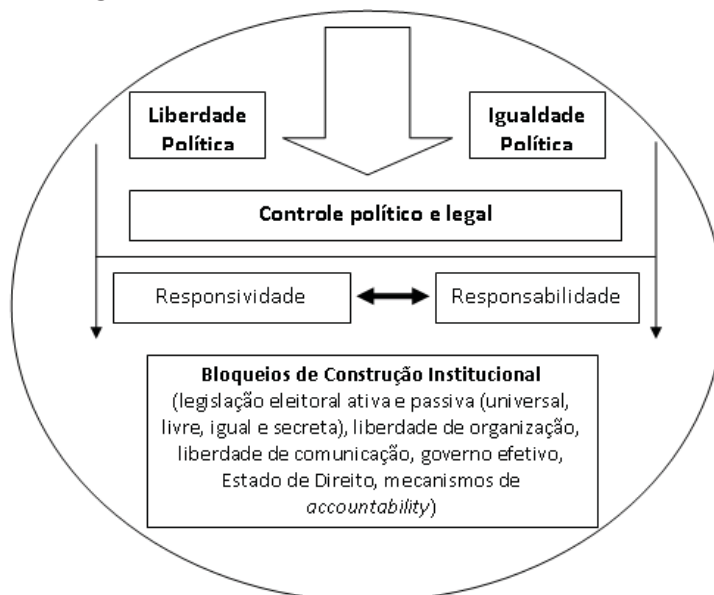 Liberdade
Política
Igualdade
Política
Controle político e legal
Responsividade
Responsabilidade
Bloqueios de Construção Institucional
(legislação eleitoral ativa e passiva (universal,
livre, igual e secreta), liberdade de organização,
liberdade de comunicação, governo efetivo,
Estado de Direito, mecanismos de
accountability)